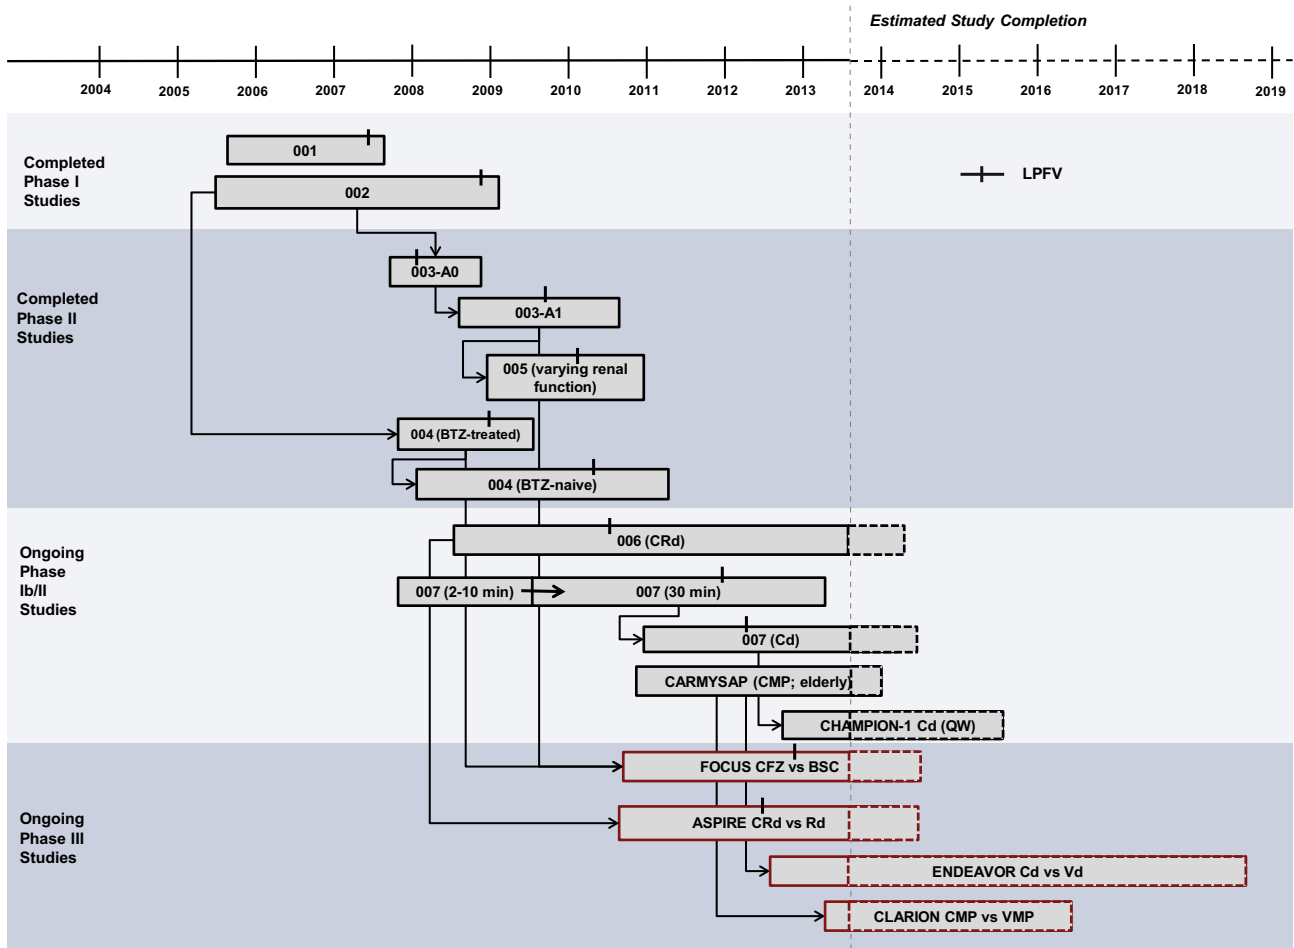 Estimated Study Completion
2004 2005 2006 2007 2008 2009 2010 2011 2012 2013 2014 2015 2016 2017 2018 2019
Completed
Phase I
Studies
001
002
LPFV
Completed
Phase II
Studies
003-A0
003-A1
005 (varying renal
function)
004 (BTZ-treated)
004 (BTZ-naive)
Ongoing
Phase
Ib/II
Studies
006 (CRd)
007 (2-10 min)
007 (30 min)
007 (Cd)
CARMYSAP (CMP; elderly)
CHAMPION-1 Cd (QW)
Ongoing
Phase III
Studies
FOCUS CFZ vs BSC
ASPIRE CRd vs Rd
ENDEAVOR Cd vs Vd
CLARION CMP vs VMP